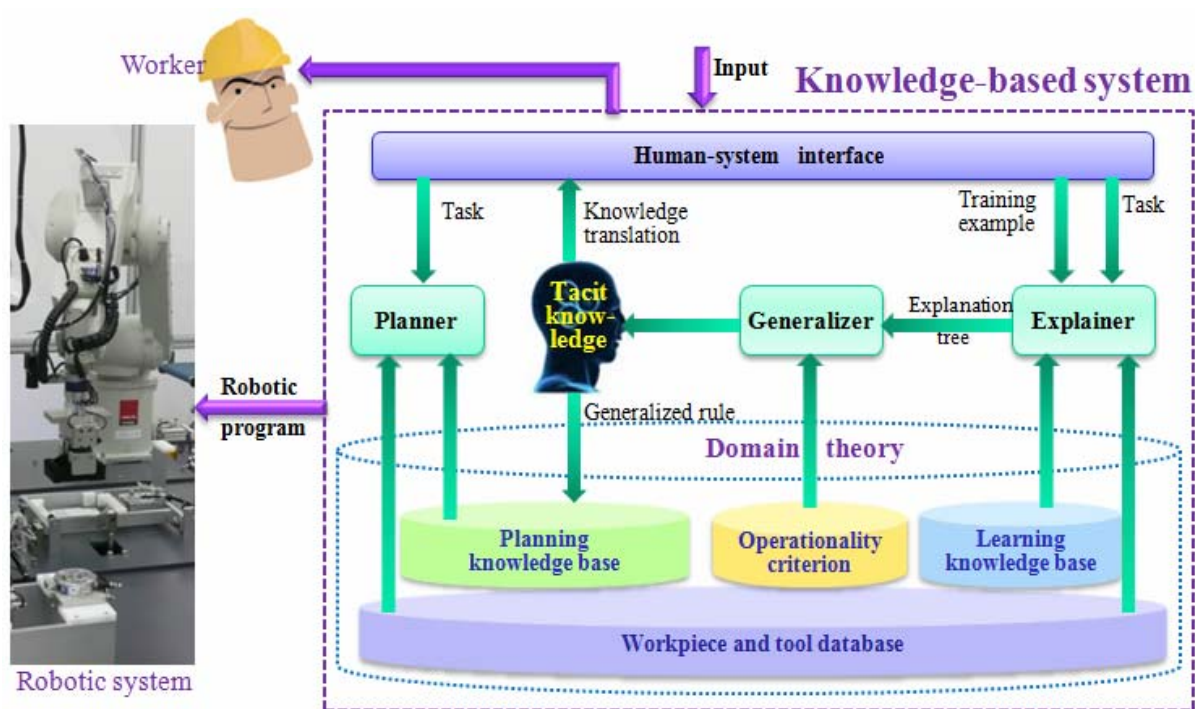 Worker
Input
Knowledge-based system
Human-system interface
Task
Knowledge
translation
Training
example
Task
Planner
Tacit
know-
ledge
Generalizer
Explanation
tree
Explainer
Robotic
program
Generalized rule
Domain theory
Planning
knowledge base
Operationality
criterion
Learning
knowledge base
Workpiece and tool database
Robotic system